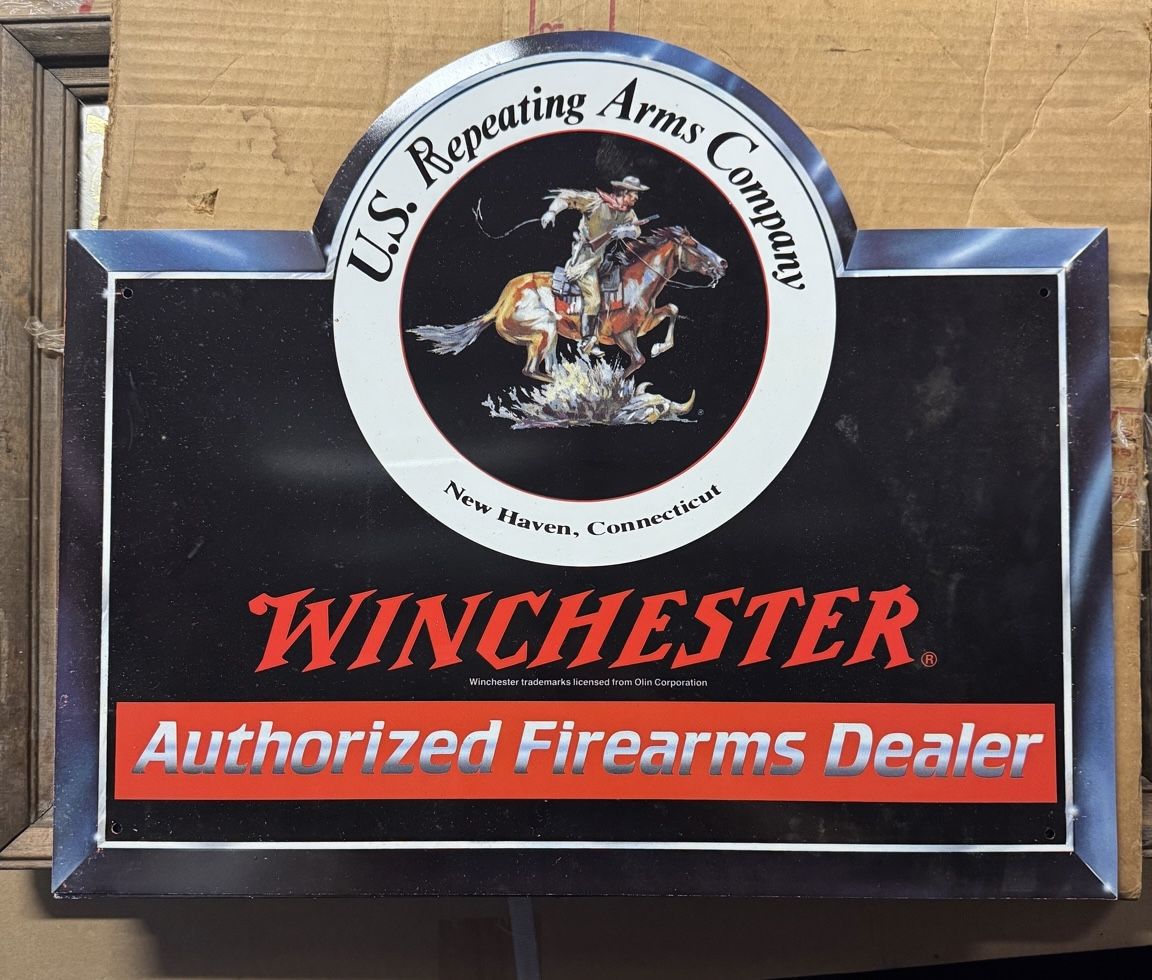 U.S. Repeating Arms Company
New Haven, Connecticut
WINCHESTER®
Winchester trademarks licensed from Olin Corporation
Authorized Firearms Dealer